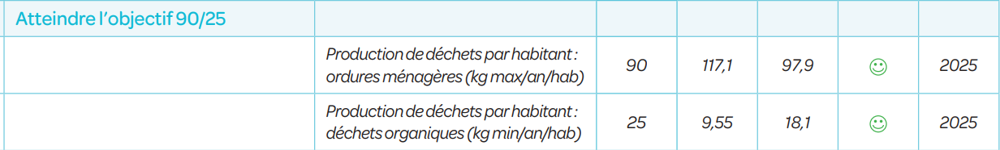 Atteindre l'objectif 90/25
Production de déchets par habitant :
ordures ménagères (kg max/an/hab)
90
117,1
97,9
2025
Production de déchets par habitant :
déchets organiques (kg min/an/hab)
25
9,55
18,1
2025